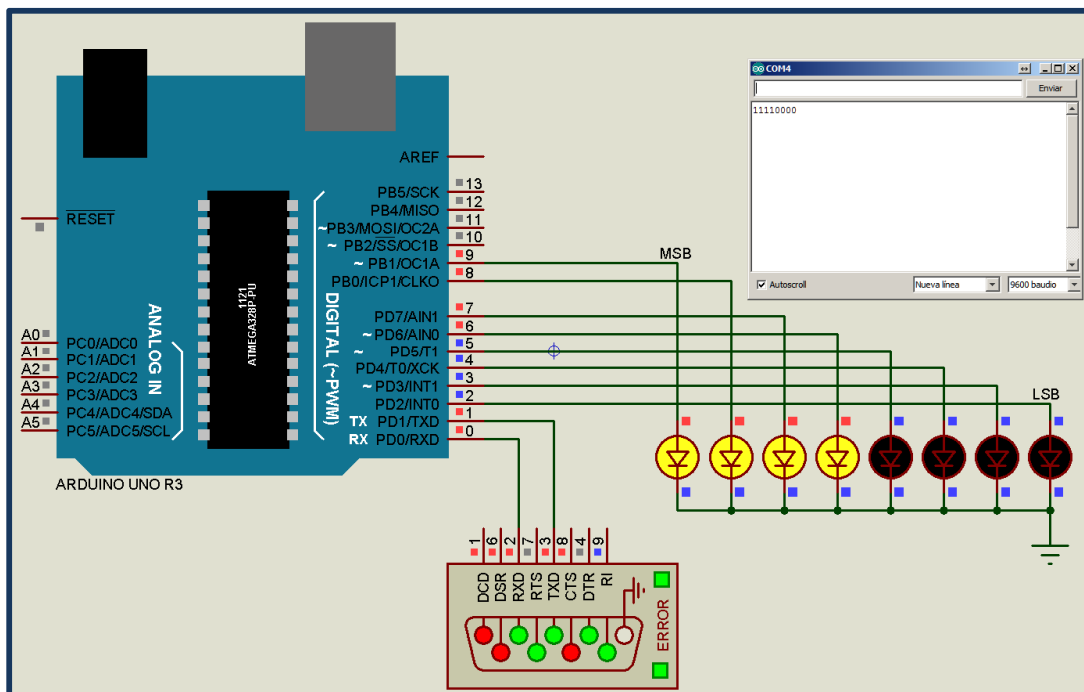 COM4
Enviar
11110000
Autoscroll
Nueva línea
9600 baudio
AREF
RESET
PB5/SCK 13
PB4/MISO 12
~PB3/MOSI/OC2A 11
~ PB2/SS/OC1B 10
~ PB1/OC1A 9
PB0/ICP1/CLKO 8
PD7/AIN1 7
~ PD6/AIN0 6
~ PD5/T1 5
PD4/T0/XCK 4
~ PD3/INT1 3
PD2/INT0 2
TX PD1/TXD 1
RX PD0/RXD 0
DIGITAL (~PWM)
1121
ATMEGA328P-PU
ANALOG IN
A0 PC0/ADC0
A1 PC1/ADC1
A2 PC2/ADC2
A3 PC3/ADC3
A4 PC4/ADC4/SDA
A5 PC5/ADC5/SCL
ARDUINO UNO R3
MSB
LSB
1 DCD
6 DSR
2 RXD
7 RTS
3 TXD
8 CTS
4 DTR
9 RI
ERROR